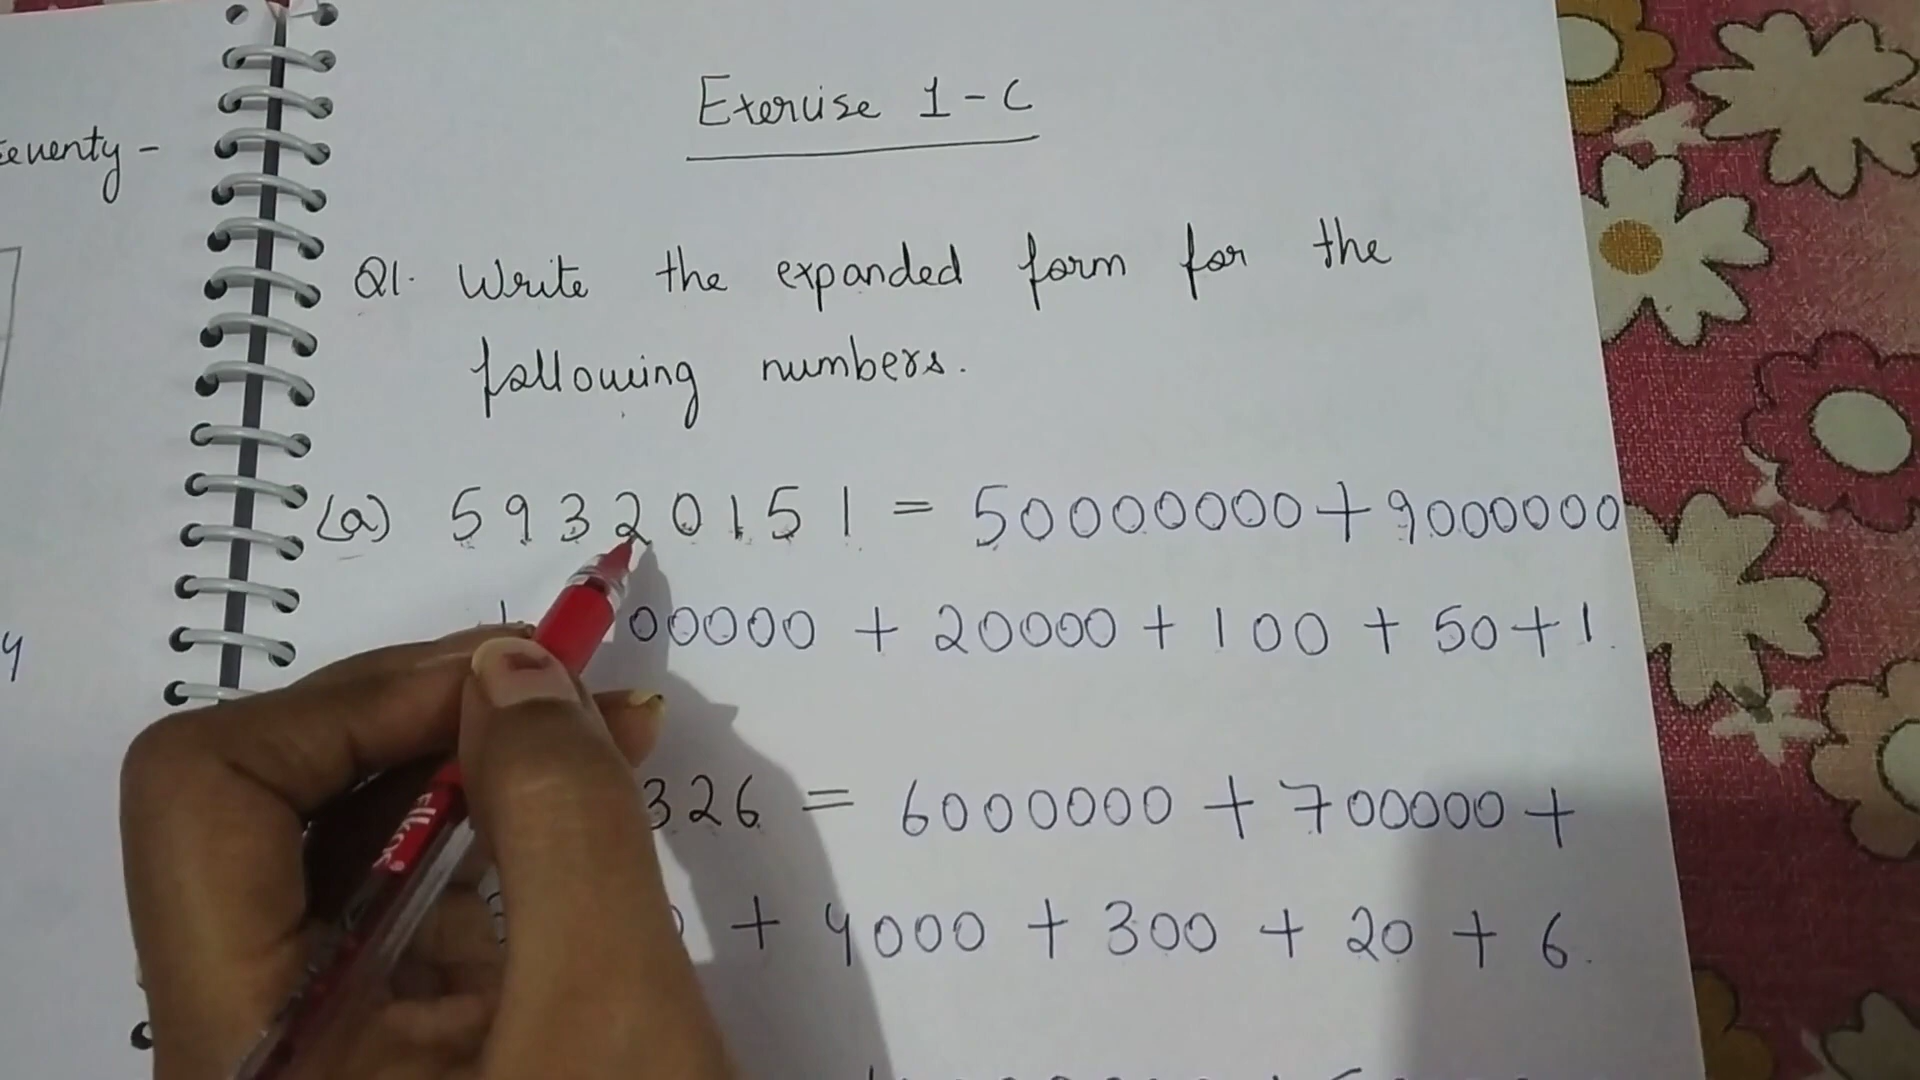 Exercise 1-C
Q1. Write the expanded form for the
following numbers.
(a) 59320151 = 50000000 + 9000000
+ 00000 + 20000 + 100 + 50 + 1.
326 = 6000000 + 700000 +
+ 4000 + 300 + 20 + 6.
eventy-
y
elkos